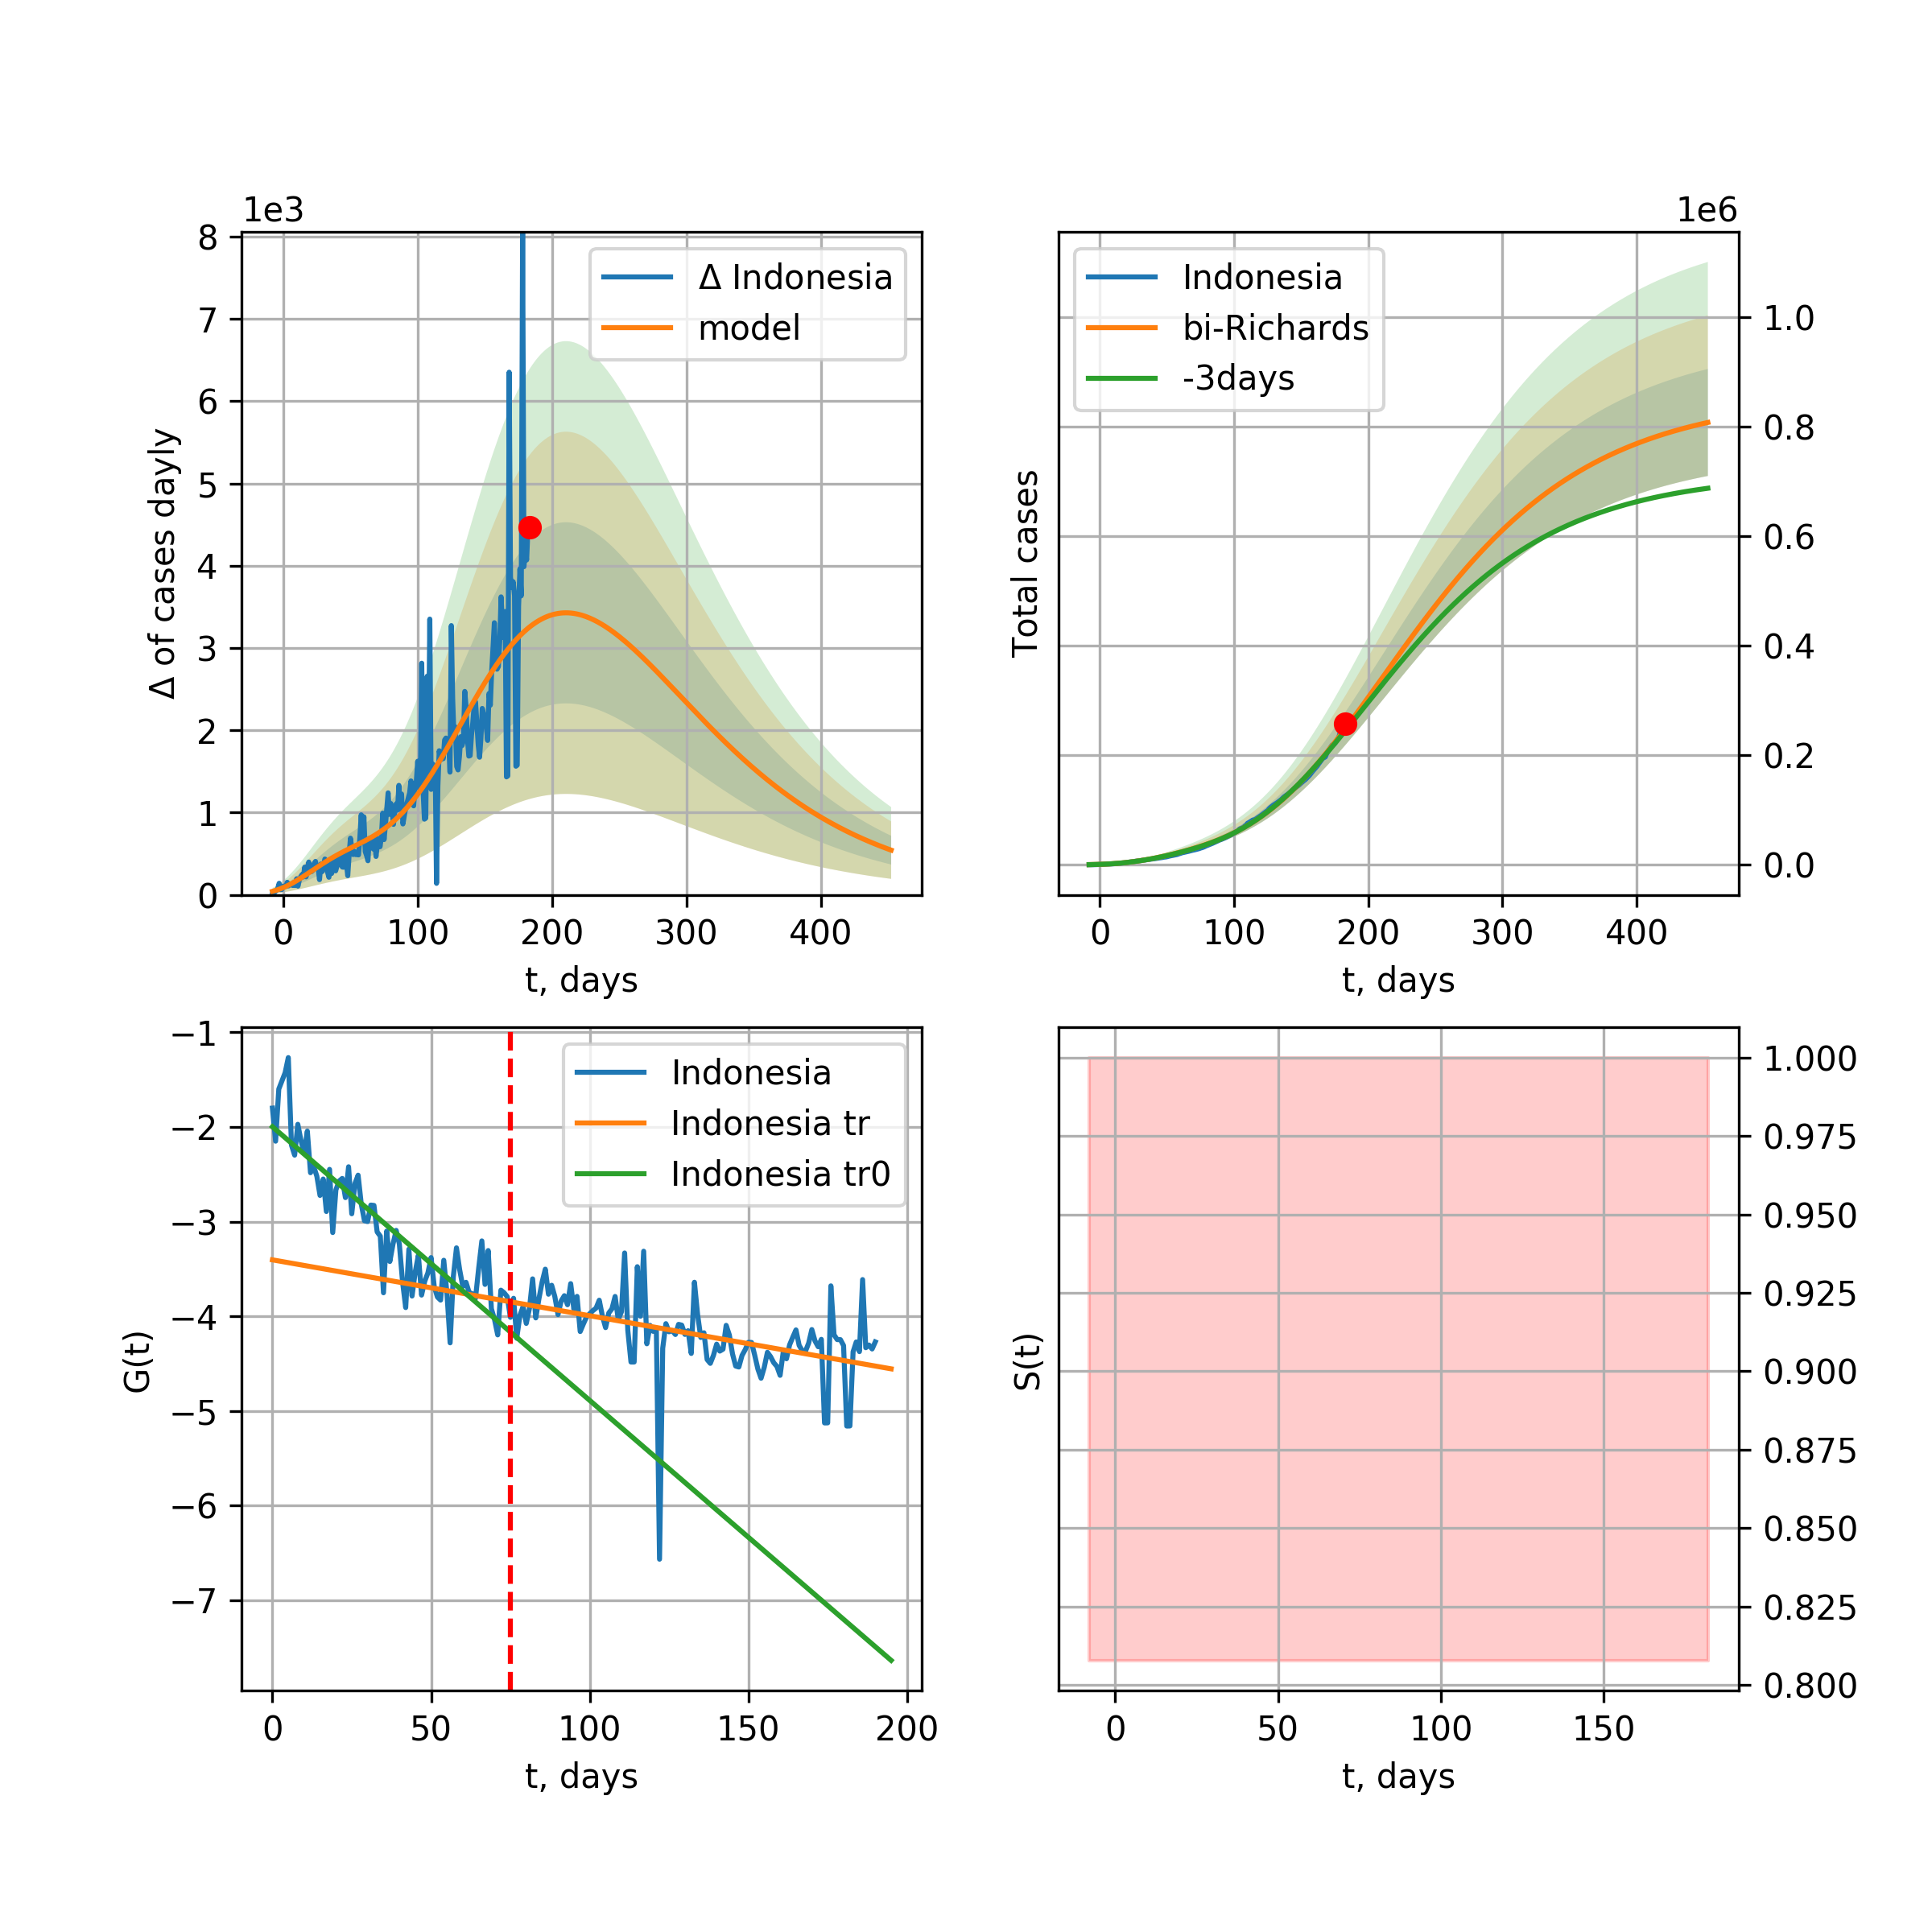 1e3
8
7
6
5
4
3
2
1
0
Δ of cases dayly
Δ Indonesia
model
0 100 200 300 400
t, days
1e6
Indonesia
bi-Richards
-3days
Total cases
1.0
0.8
0.6
0.4
0.2
0.0
0 100 200 300 400
t, days
−1
−2
−3
−4
−5
−6
−7
G(t)
Indonesia
Indonesia tr
Indonesia tr0
0 50 100 150 200
t, days
S(t)
1.000
0.975
0.950
0.925
0.900
0.875
0.850
0.825
0.800
0 50 100 150
t, days